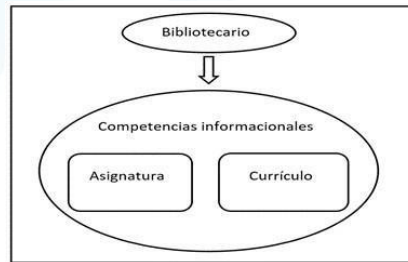 Bibliotecario
Competencias informacionales
Asignatura
Currículo